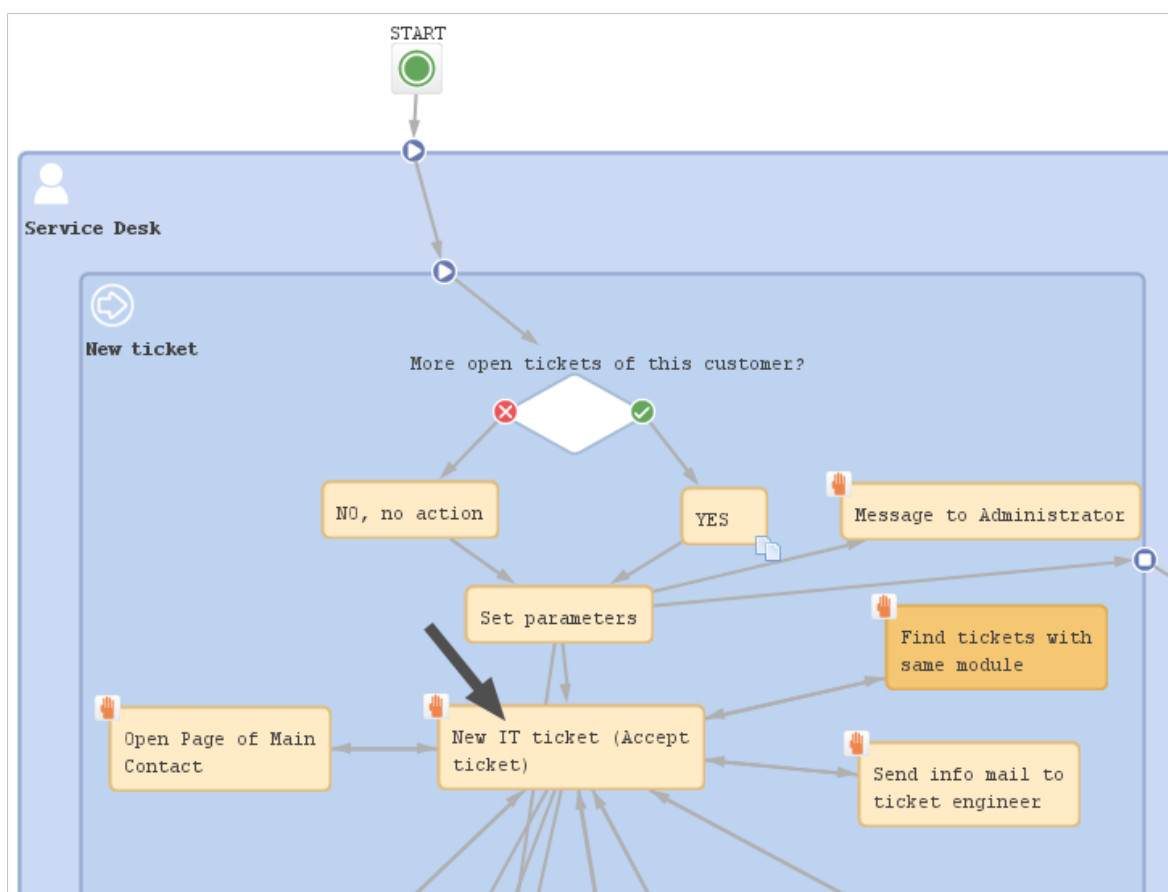 START
Service Desk
New ticket
More open tickets of this customer?
NO, no action
YES
Message to Administrator
Set parameters
Find tickets with
same module
Open Page of Main
Contact
New IT ticket (Accept
ticket)
Send info mail to
ticket engineer